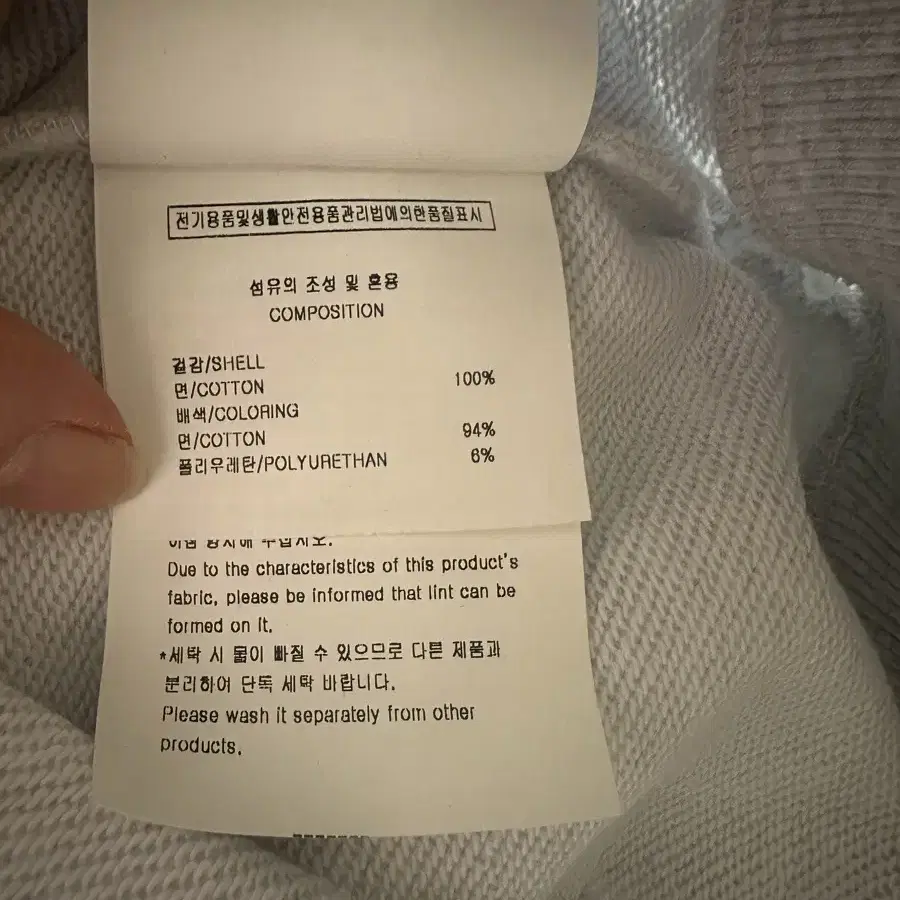 전기용품및생활안전용품관리법에의한품질표시
섬유의 조성 및 혼용
COMPOSITION
겉감/SHELL
면/COTTON 100%
배색/COLORING
면/COTTON 94%
폴리우레탄/POLYURETHAN 6%
Due to the characteristics of this product's
fabric, please be informed that lint can be
formed on it.
*세탁 시 물이 빠질 수 있으므로 다른 제품과
분리하여 단독 세탁 바랍니다.
Please wash it separately from other
products.